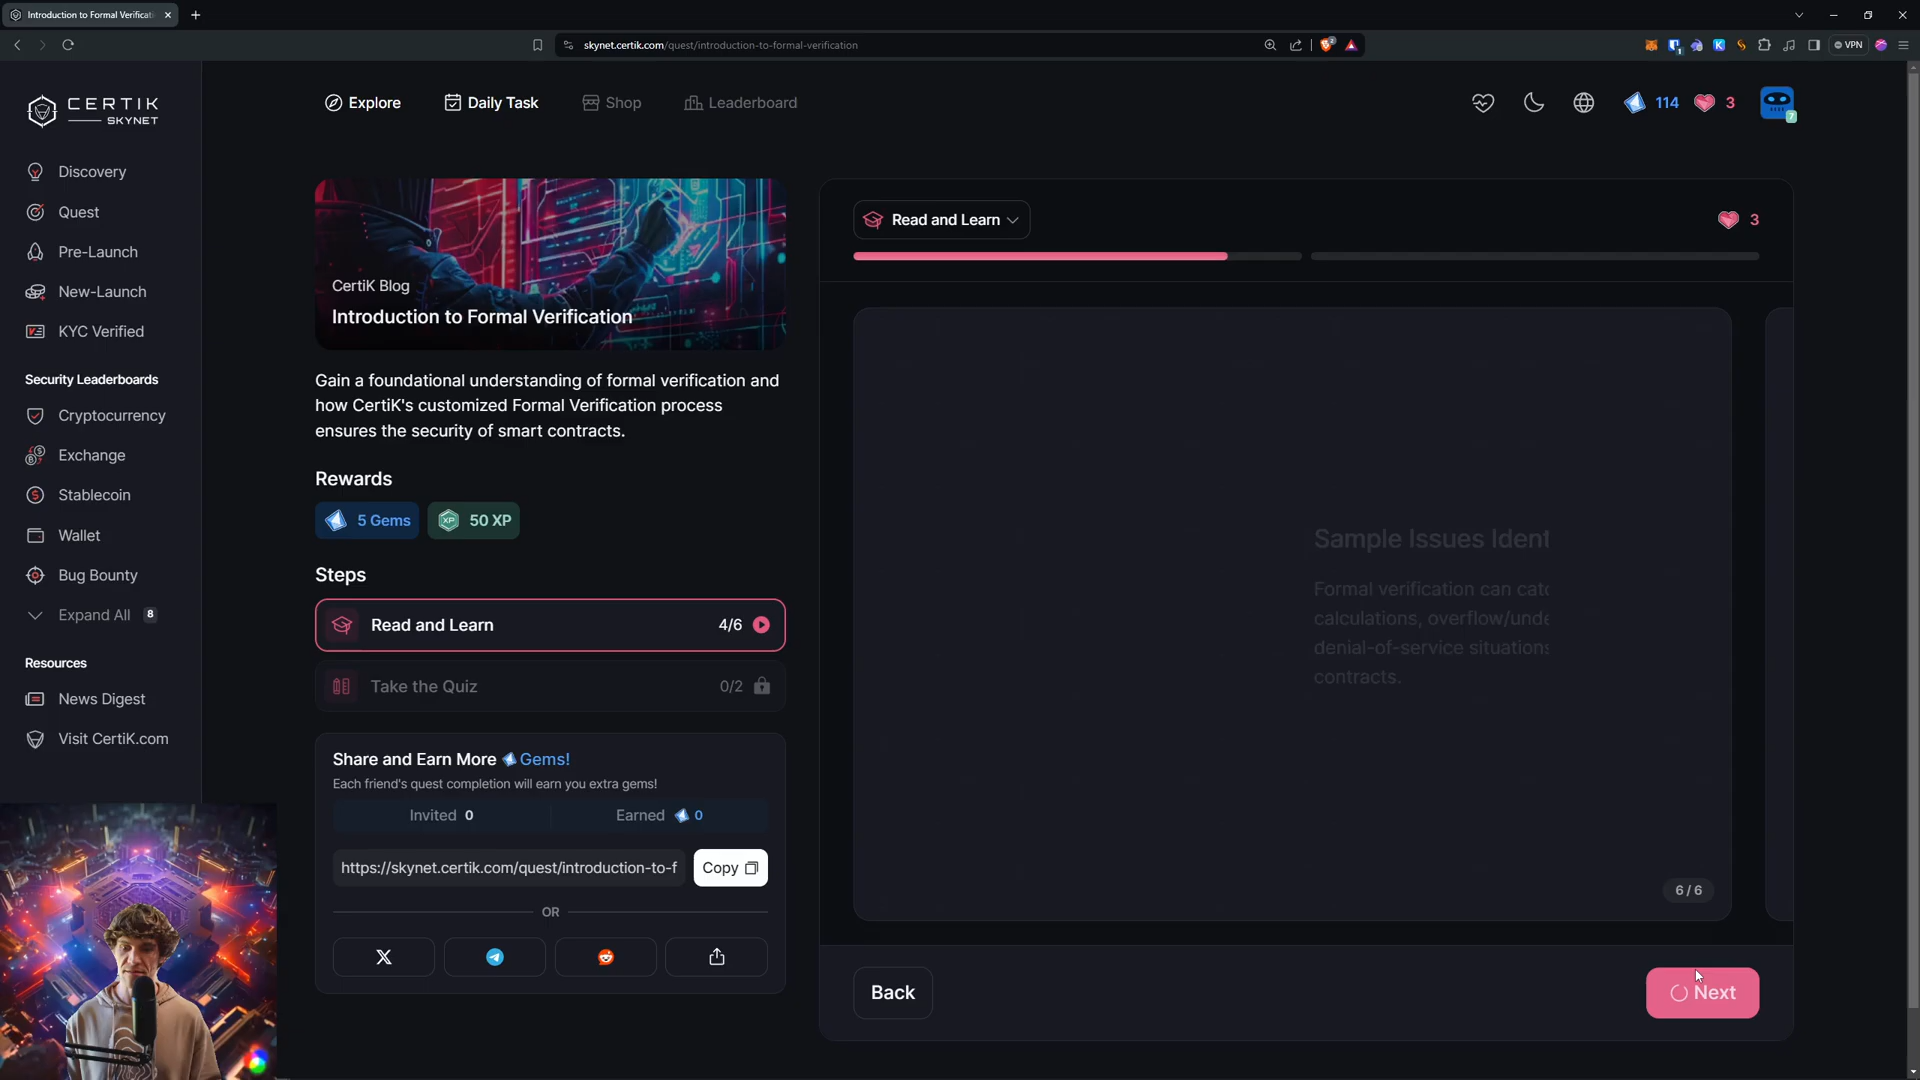 Introduction to Formal Verificati
skynet.certik.com/quest/introduction-to-formal-verification
VPN
CERTIK
SKYNET
Explore
Daily Task
Shop
Leaderboard
114
3
7
Discovery
Quest
Pre-Launch
New-Launch
KYC Verified
Security Leaderboards
Cryptocurrency
Exchange
Stablecoin
Wallet
Bug Bounty
Expand All 8
Resources
News Digest
Visit CertiK.com
CertiK Blog
Introduction to Formal Verification
Gain a foundational understanding of formal verification and
how CertiK's customized Formal Verification process
ensures the security of smart contracts.
Rewards
5 Gems
XP 50 XP
Steps
Read and Learn 4/6
Take the Quiz 0/2
Share and Earn More Gems!
Each friend's quest completion will earn you extra gems!
Invited 0
Earned 0
https://skynet.certik.com/quest/introduction-to-f
Copy
OR
Read and Learn
3
Sample Issues Ident
Formal verification can catc
calculations, overflow/unde
denial-of-service situations
contracts.
6 / 6
Back
Next